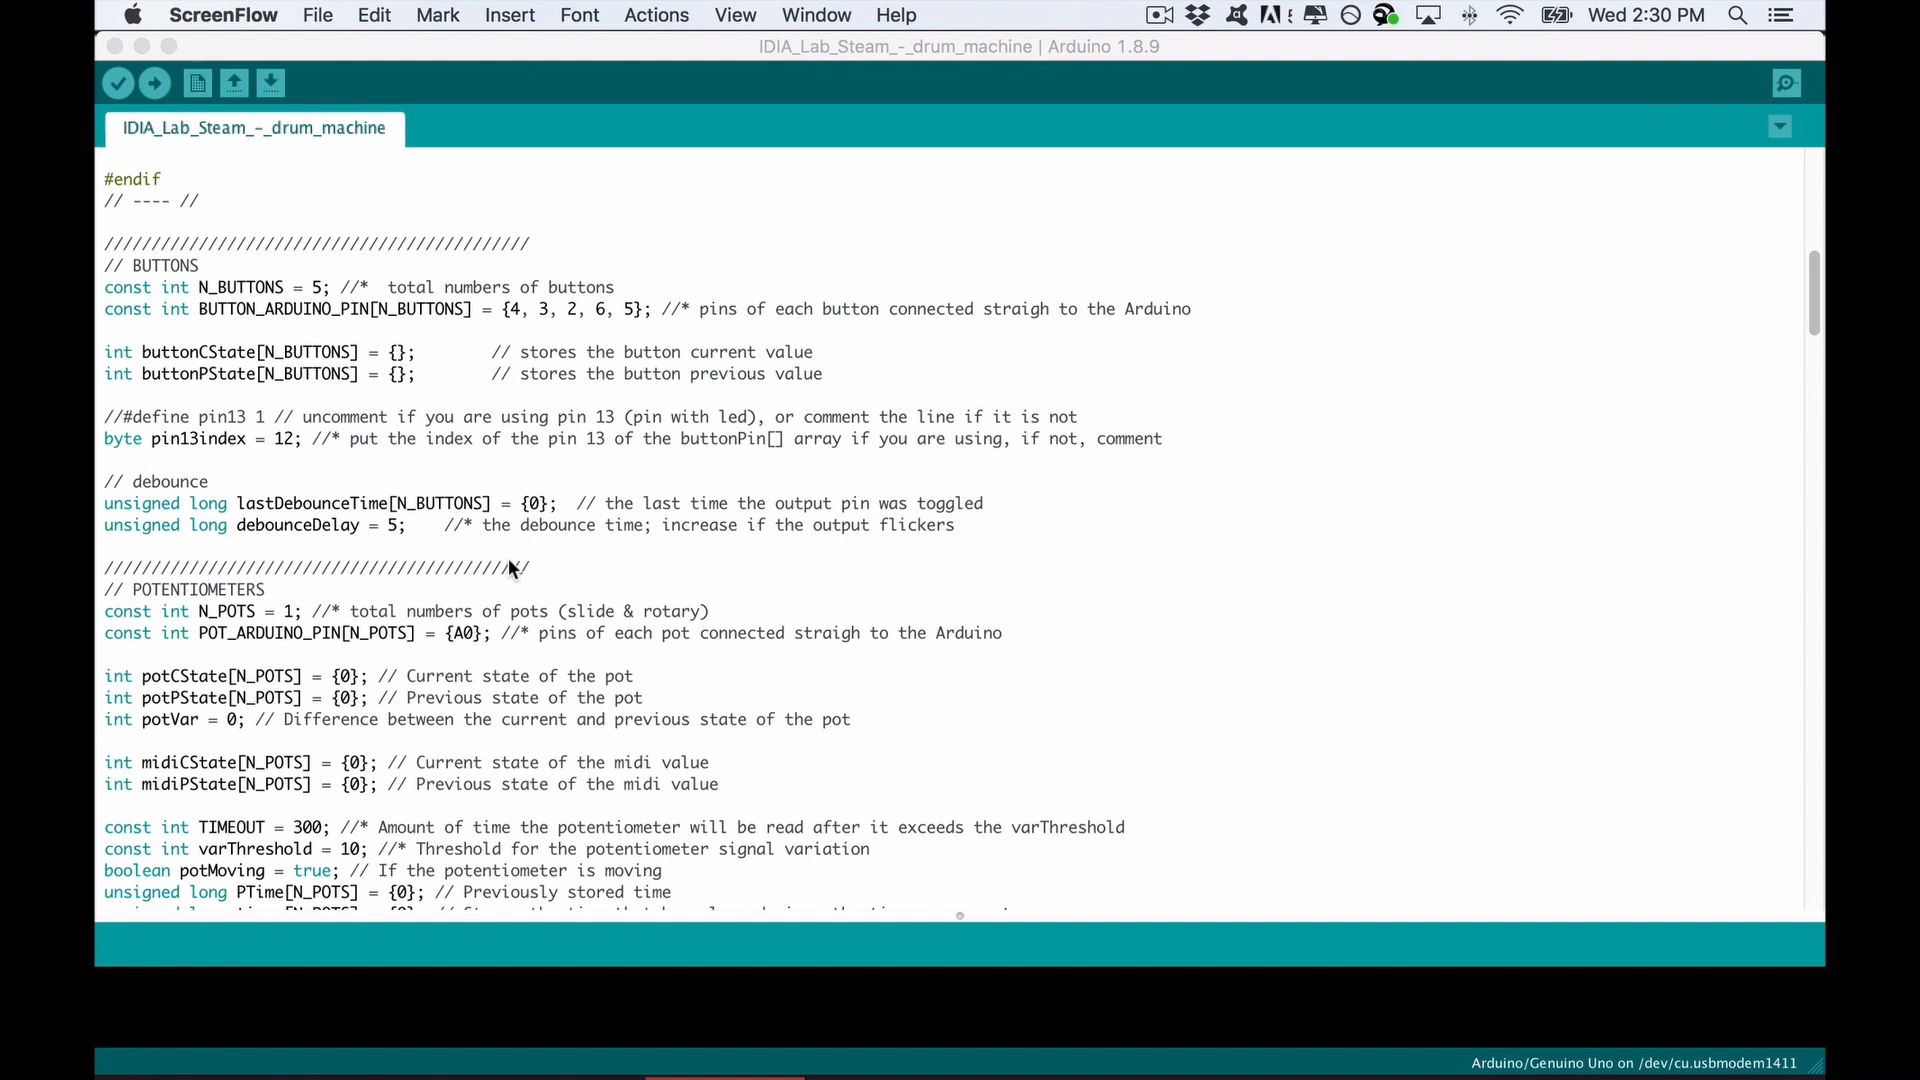 ScreenFlow File Edit Mark Insert Font Actions View Window Help Wed 2:30 PM
IDIA_Lab_Steam_-_drum_machine | Arduino 1.8.9
IDIA_Lab_Steam_-_drum_machine
#endif
// ---- //
/////////////////////////////////////////////
// BUTTONS
const int N_BUTTONS = 5; //*  total numbers of buttons
const int BUTTON_ARDUINO_PIN[N_BUTTONS] = {4, 3, 2, 6, 5}; //* pins of each button connected straigh to the Arduino
int buttonCState[N_BUTTONS] = {};        // stores the button current value
int buttonPState[N_BUTTONS] = {};        // stores the button previous value
//#define pin13 1 // uncomment if you are using pin 13 (pin with led), or comment the line if it is not
byte pin13index = 12; //* put the index of the pin 13 of the buttonPin[] array if you are using, if not, comment
// debounce
unsigned long lastDebounceTime[N_BUTTONS] = {0};  // the last time the output pin was toggled
unsigned long debounceDelay = 5;    //* the debounce time; increase if the output flickers
/////////////////////////////////////////////
// POTENTIOMETERS
const int N_POTS = 1; //* total numbers of pots (slide & rotary)
const int POT_ARDUINO_PIN[N_POTS] = {A0}; //* pins of each pot connected straigh to the Arduino
int potCState[N_POTS] = {0}; // Current state of the pot
int potPState[N_POTS] = {0}; // Previous state of the pot
int potVar = 0; // Difference between the current and previous state of the pot
int midiCState[N_POTS] = {0}; // Current state of the midi value
int midiPState[N_POTS] = {0}; // Previous state of the midi value
const int TIMEOUT = 300; //* Amount of time the potentiometer will be read after it exceeds the varThreshold
const int varThreshold = 10; //* Threshold for the potentiometer signal variation
boolean potMoving = true; // If the potentiometer is moving
unsigned long PTime[N_POTS] = {0}; // Previously stored time
Arduino/Genuino Uno on /dev/cu.usbmodem1411